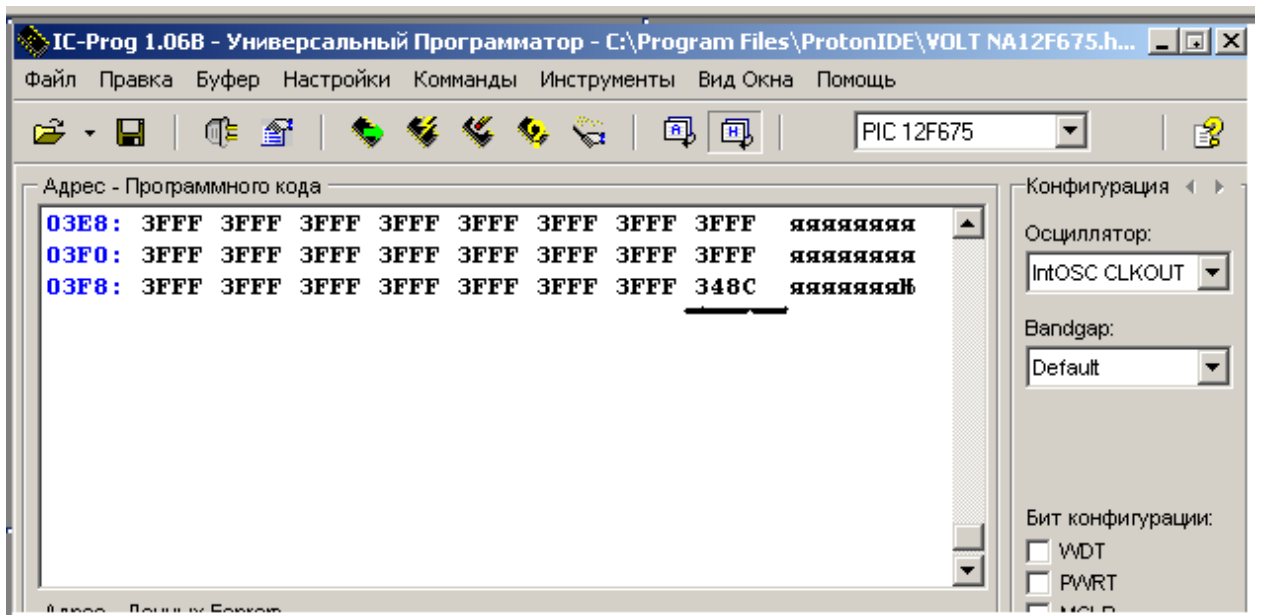 IC-Prog 1.06B - Универсальный Программатор - C:\Program Files\ProtonIDE\VOLT NA12F675.h...
Файл Правка Буфер Настройки Комманды Инструменты Вид Окна Помощь
PIC 12F675
Адрес - Программного кода
03E8: 3FFF 3FFF 3FFF 3FFF 3FFF 3FFF 3FFF 3FFF яяяяяяяя
03F0: 3FFF 3FFF 3FFF 3FFF 3FFF 3FFF 3FFF 3FFF яяяяяяяя
03F8: 3FFF 3FFF 3FFF 3FFF 3FFF 3FFF 3FFF 348C яяяяяяяЊ
Конфигурация
Осциллятор:
IntOSC CLKOUT
Bandgap:
Default
Бит конфигурации:
WDT
PWRT